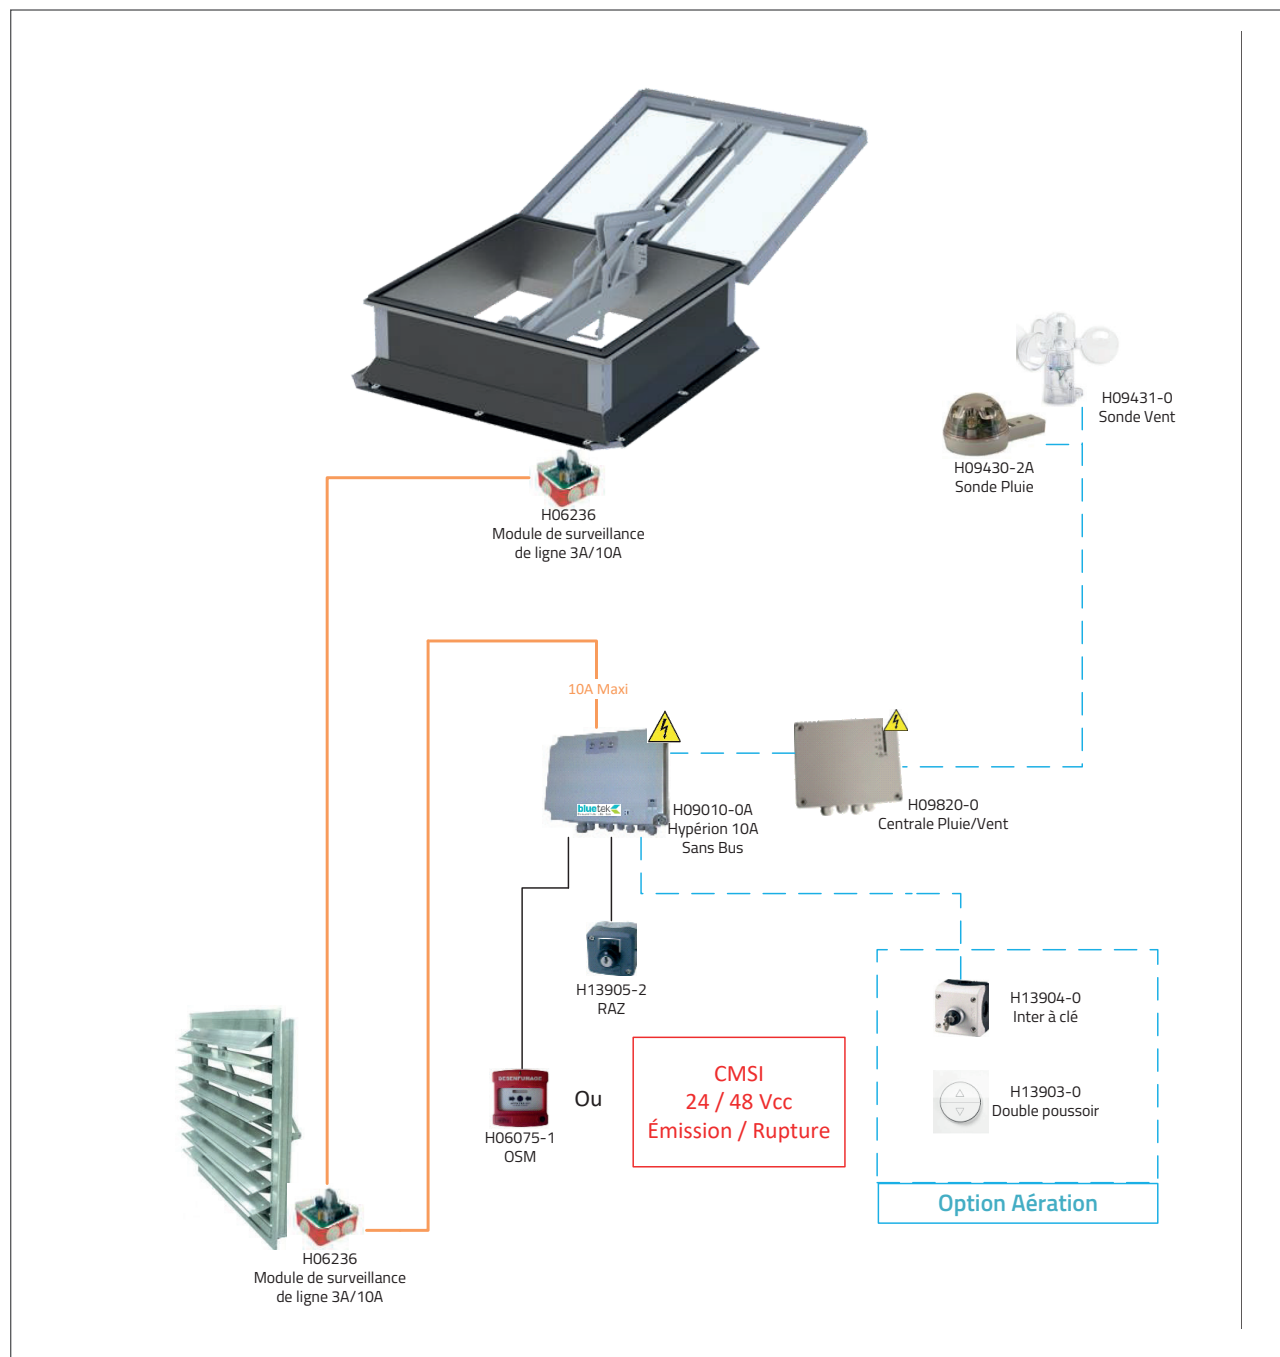 H09431-0
Sonde Vent
H09430-2A
Sonde Pluie
H06236
Module de surveillance
de ligne 3A/10A
10A Maxi
bluetek
H09010-0A
Hypérion 10A
Sans Bus
H09820-0
Centrale Pluie/Vent
H13905-2
RAZ
H13904-0
Inter à clé
H13903-0
Double poussoir
Option Aération
DESENFUMAGE
H06075-1
OSM
Ou
CMSI
24 / 48 Vcc
Émission / Rupture
H06236
Module de surveillance
de ligne 3A/10A